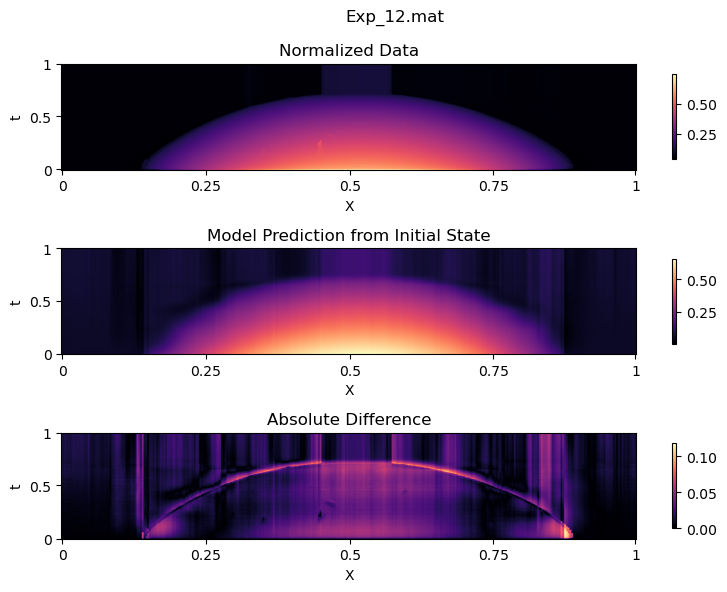 Exp_12.mat
Normalized Data
1
0.5
0
t
0 0.25 0.5 0.75 1
X
0.50
0.25
Model Prediction from Initial State
1
0.5
0
t
0 0.25 0.5 0.75 1
X
0.50
0.25
Absolute Difference
1
0.5
0
t
0 0.25 0.5 0.75 1
X
0.10
0.05
0.00